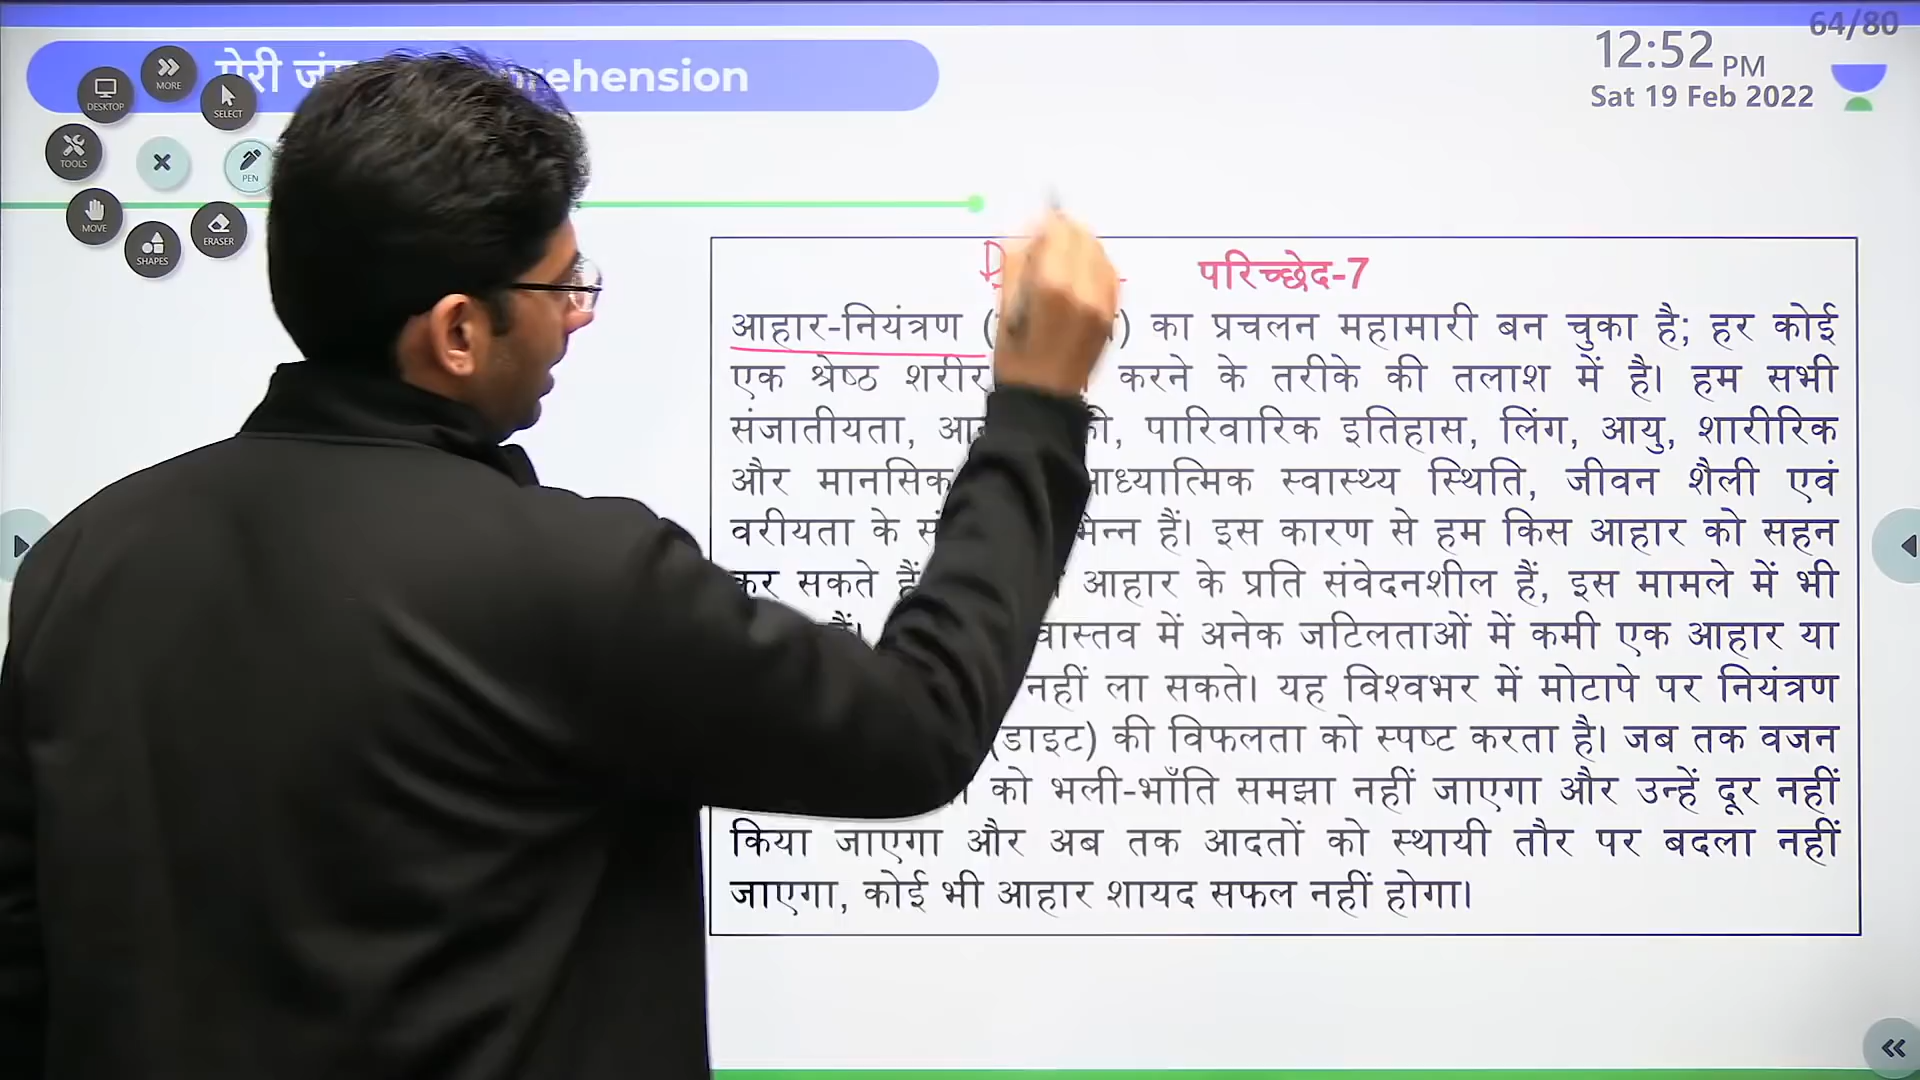 64/80
12:52 PM
Sat 19 Feb 2022
मेरी rehension
MORE
DESKTOP
SELECT
TOOLS
PEN
MOVE
ERASER
SHAPES
परिच्छेद-7
आहार-नियंत्रण ( ) का प्रचलन महामारी बन चुका है; हर कोई
एक श्रेष्ठ शरीर करने के तरीके की तलाश में है। हम सभी
संजातीयता, पारिवारिक इतिहास, लिंग, आयु, शारीरिक
और मानसिक आध्यात्मिक स्वास्थ्य स्थिति, जीवन शैली एवं
वरीयता के हैं। इस कारण से हम किस आहार को सहन
कर सकते हैं आहार के प्रति संवेदनशील हैं, इस मामले में भी
हैं। वास्तव में अनेक जटिलताओं में कमी एक आहार या
नहीं ला सकते। यह विश्वभर में मोटापे पर नियंत्रण
(डाइट) की विफलता को स्पष्ट करता है। जब तक वजन
को भली-भाँति समझा नहीं जाएगा और उन्हें दूर नहीं
किया जाएगा और अब तक आदतों को स्थायी तौर पर बदला नहीं
जाएगा, कोई भी आहार शायद सफल नहीं होगा।